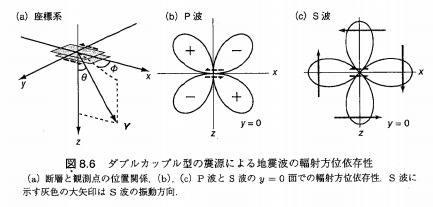 (a) 座標系
(b) P 波
(c) S 波
θ
φ
x
y
z
γ
+
−
−
+
x
z
y = 0
x
z
y = 0
図 8.6 ダブルカップル型の震源による地震波の輻射方位依存性
(a) 断層と観測点の位置関係. (b), (c) P 波と S 波の y = 0 面での輻射方位依存性. S 波に
示す灰色の大矢印は S 波の振動方向.